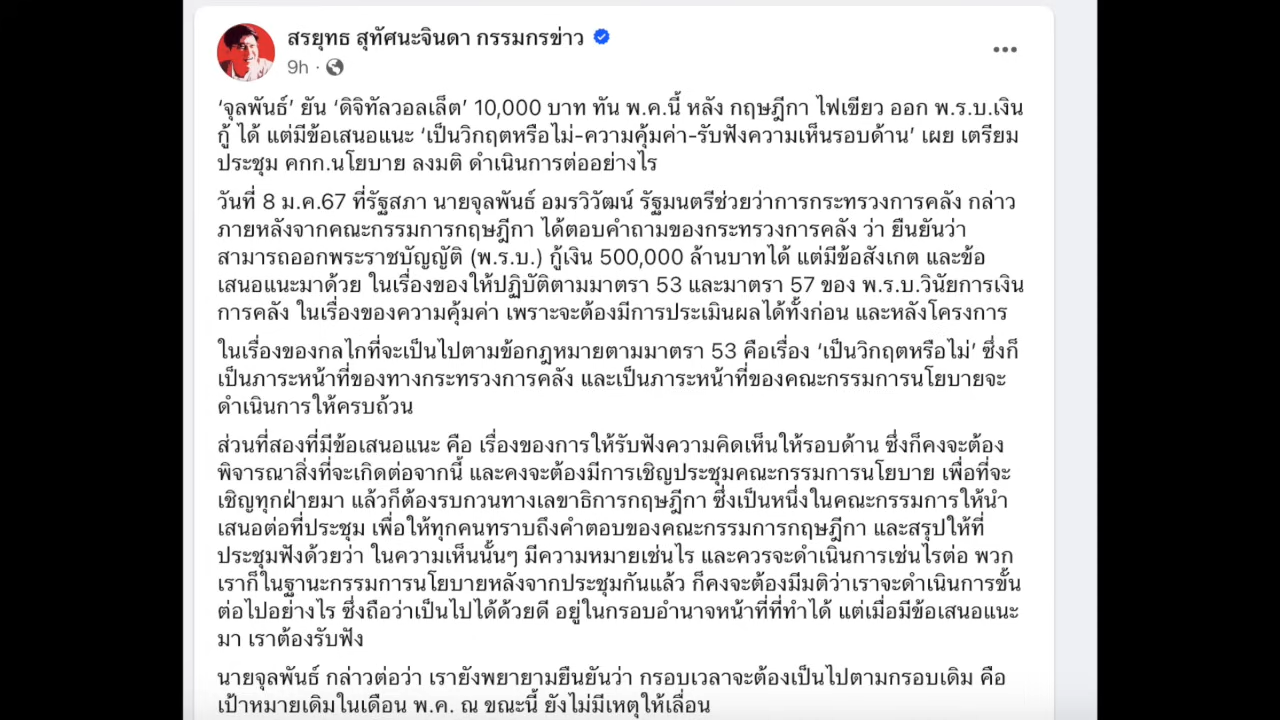 สรยุทธ สุทัศนะจินดา กรรมกรข่าว
9h ·
‘จุลพันธ์’ ยัน ‘ดิจิทัลวอลเล็ต’ 10,000 บาท ทัน พ.ค.นี้ หลัง กฤษฎีกา ไฟเขียว ออก พ.ร.บ.เงิน
กู้ ได้ แต่มีข้อเสนอแนะ ‘เป็นวิกฤตหรือไม่-ความคุ้มค่า-รับฟังความเห็นรอบด้าน’ เผย เตรียม
ประชุม คกก.นโยบาย ลงมติ ดำเนินการต่ออย่างไร
วันที่ 8 ม.ค.67 ที่รัฐสภา นายจุลพันธ์ อมรวิวัฒน์ รัฐมนตรีช่วยว่าการกระทรวงการคลัง กล่าว
ภายหลังจากคณะกรรมการกฤษฎีกา ได้ตอบคำถามของกระทรวงการคลัง ว่า ยืนยันว่า
สามารถออกพระราชบัญญัติ (พ.ร.บ.) กู้เงิน 500,000 ล้านบาทได้ แต่มีข้อสังเกต และข้อ
เสนอแนะมาด้วย ในเรื่องของให้ปฏิบัติตามมาตรา 53 และมาตรา 57 ของ พ.ร.บ.วินัยการเงิน
การคลัง ในเรื่องของความคุ้มค่า เพราะจะต้องมีการประเมินผลได้ทั้งก่อน และหลังโครงการ
ในเรื่องของกลไกที่จะเป็นไปตามข้อกฎหมายตามมาตรา 53 คือเรื่อง ‘เป็นวิกฤตหรือไม่’ ซึ่งก็
เป็นภาระหน้าที่ของทางกระทรวงการคลัง และเป็นภาระหน้าที่ของคณะกรรมการนโยบายจะ
ดำเนินการให้ครบถ้วน
ส่วนที่สองที่มีข้อเสนอแนะ คือ เรื่องของการให้รับฟังความคิดเห็นให้รอบด้าน ซึ่งก็คงจะต้อง
พิจารณาสิ่งที่จะเกิดต่อจากนี้ และคงจะต้องมีการเชิญประชุมคณะกรรมการนโยบาย เพื่อที่จะ
เชิญทุกฝ่ายมา แล้วก็ต้องรบกวนทางเลขาธิการกฤษฎีกา ซึ่งเป็นหนึ่งในคณะกรรมการให้นำ
เสนอต่อที่ประชุม เพื่อให้ทุกคนทราบถึงคำตอบของคณะกรรมการกฤษฎีกา และสรุปให้ที่
ประชุมฟังด้วยว่า ในความเห็นนั้นๆ มีความหมายเช่นไร และควรจะดำเนินการเช่นไรต่อ พวก
เราก็ในฐานะกรรมการนโยบายหลังจากประชุมกันแล้ว ก็คงจะต้องมีมติว่าเราจะดำเนินการขั้น
ต่อไปอย่างไร ซึ่งถือว่าเป็นไปได้ด้วยดี อยู่ในกรอบอำนาจหน้าที่ที่ทำได้ แต่เมื่อมีข้อเสนอแนะ
มา เราต้องรับฟัง
นายจุลพันธ์ กล่าวต่อว่า เรายังพยายามยืนยันว่า กรอบเวลาจะต้องเป็นไปตามกรอบเดิม คือ
เป้าหมายเดิมในเดือน พ.ค. ณ ขณะนี้ ยังไม่มีเหตุให้เลื่อน